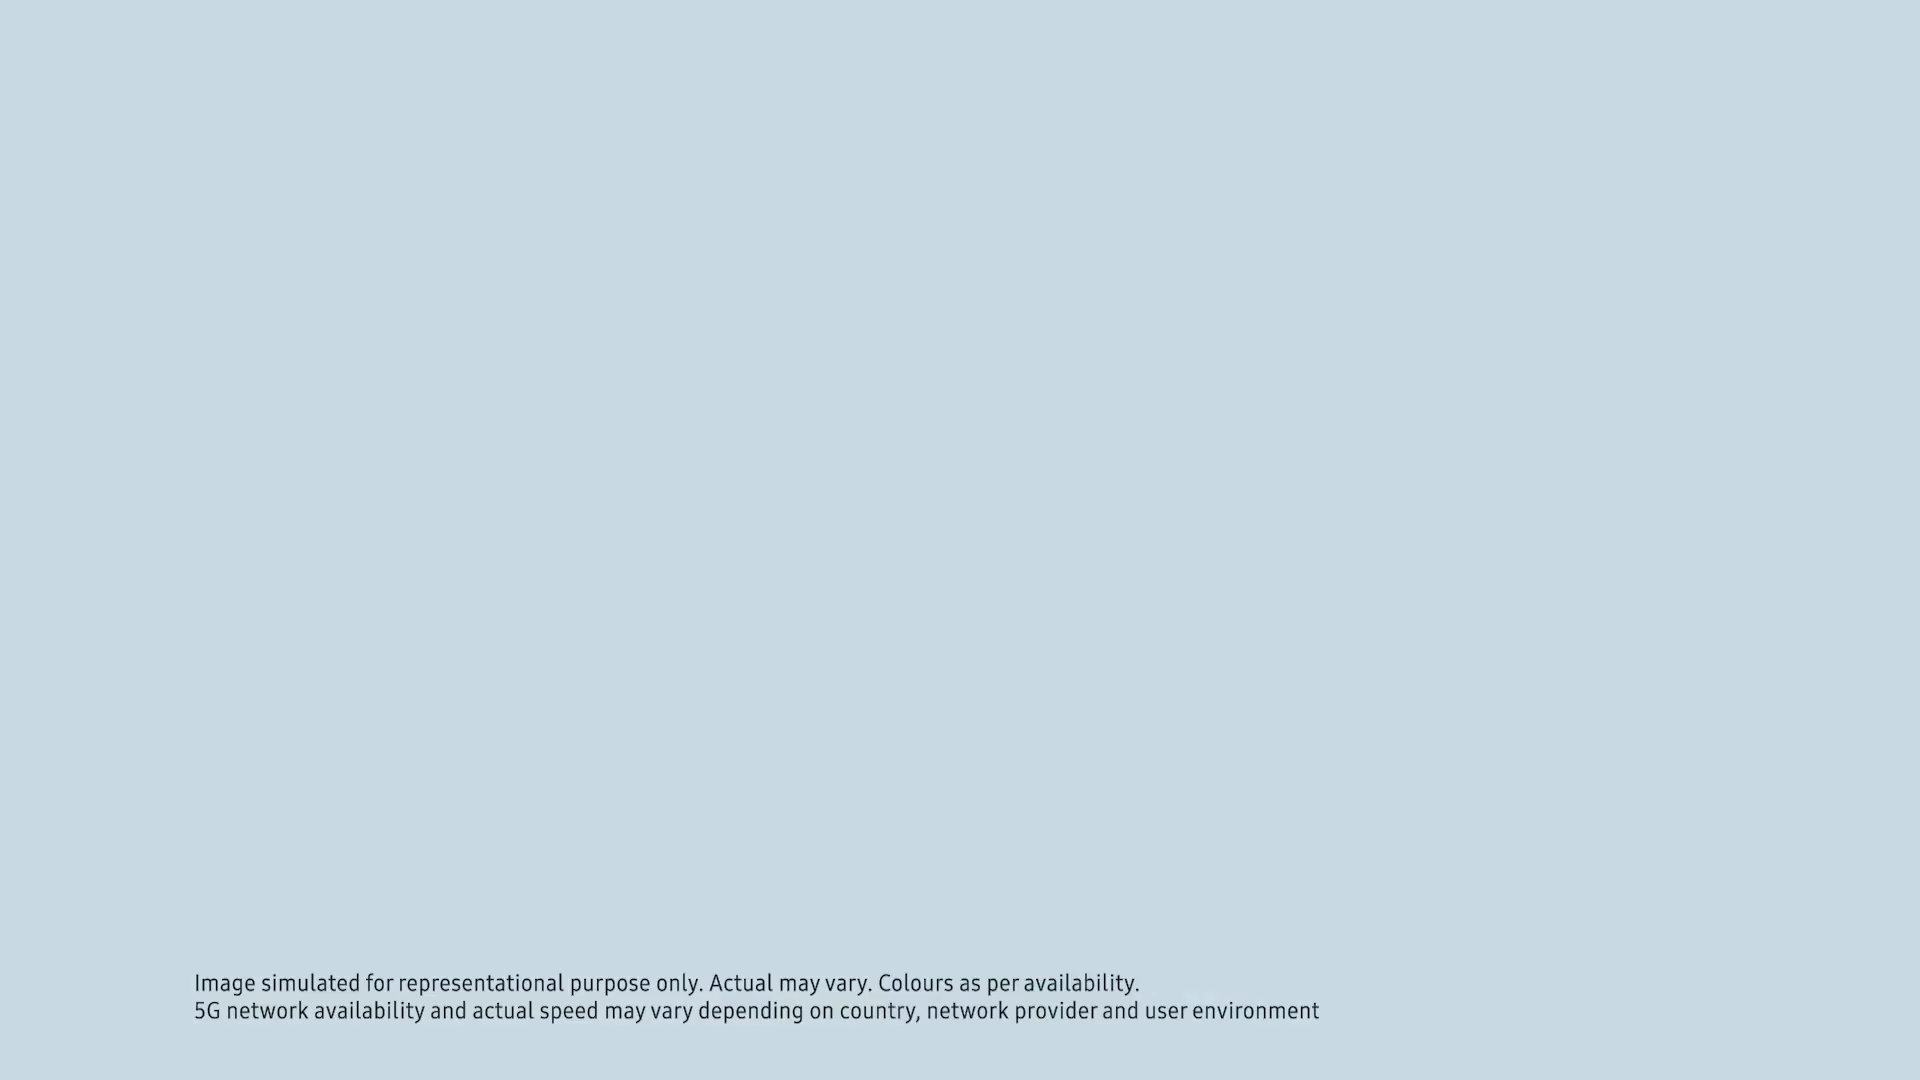 Image simulated for representational purpose only. Actual may vary. Colours as per availability.
5G network availability and actual speed may vary depending on country, network provider and user environment